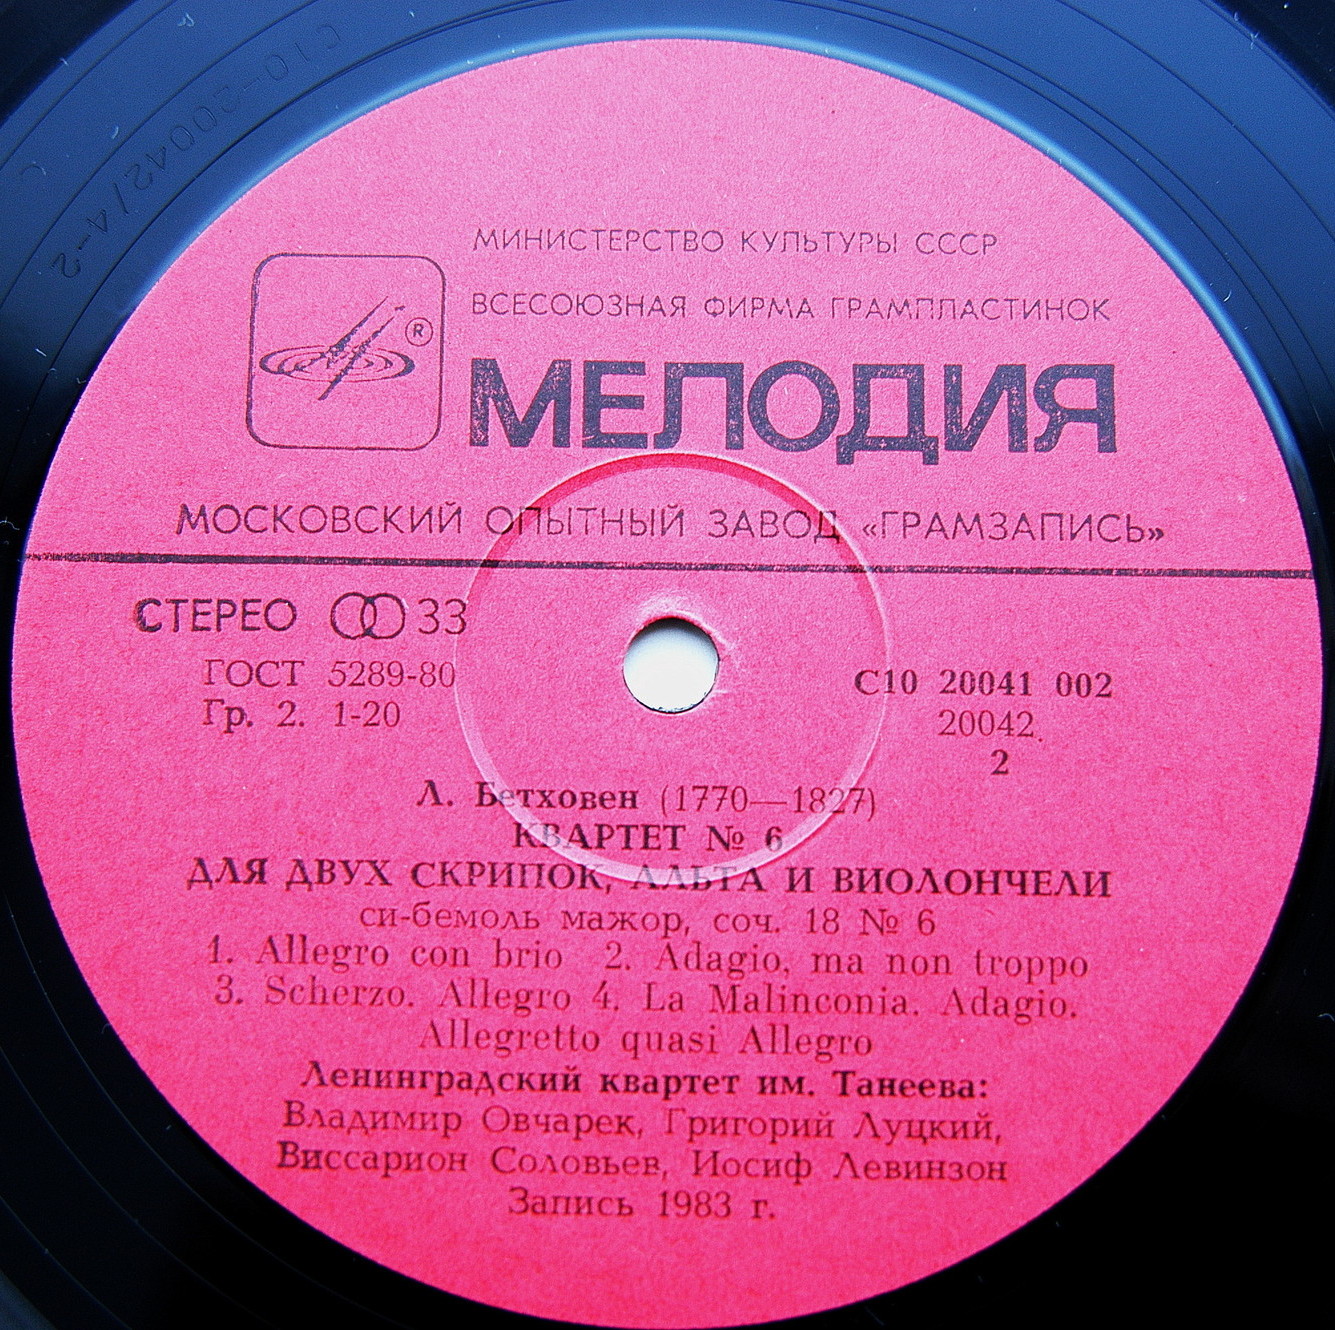 С10-20042/4-2
МИНИСТЕРСТВО КУЛЬТУРЫ СССР
ВСЕСОЮЗНАЯ ФИРМА ГРАМПЛАСТИНОК
®
МЕЛОДИЯ
МОСКОВСКИЙ ОПЫТНЫЙ ЗАВОД «ГРАМЗАПИСЬ»
СТЕРЕО 33
ГОСТ 5289-80
Гр. 2. 1-20
С10 20041 002
20042
2
Л. Бетховен (1770—1827)
КВАРТЕТ № 6
ДЛЯ ДВУХ СКРИПОК, АЛЬТА И ВИОЛОНЧЕЛИ
си-бемоль мажор, соч. 18 № 6
1. Allegro con brio 2. Adagio, ma non troppo
3. Scherzo. Allegro 4. La Malinconia. Adagio.
Allegretto quasi Allegro
Ленинградский квартет им. Танеева:
Владимир Овчарек, Григорий Луцкий,
Виссарион Соловьев, Иосиф Левинзон
Запись 1983 г.